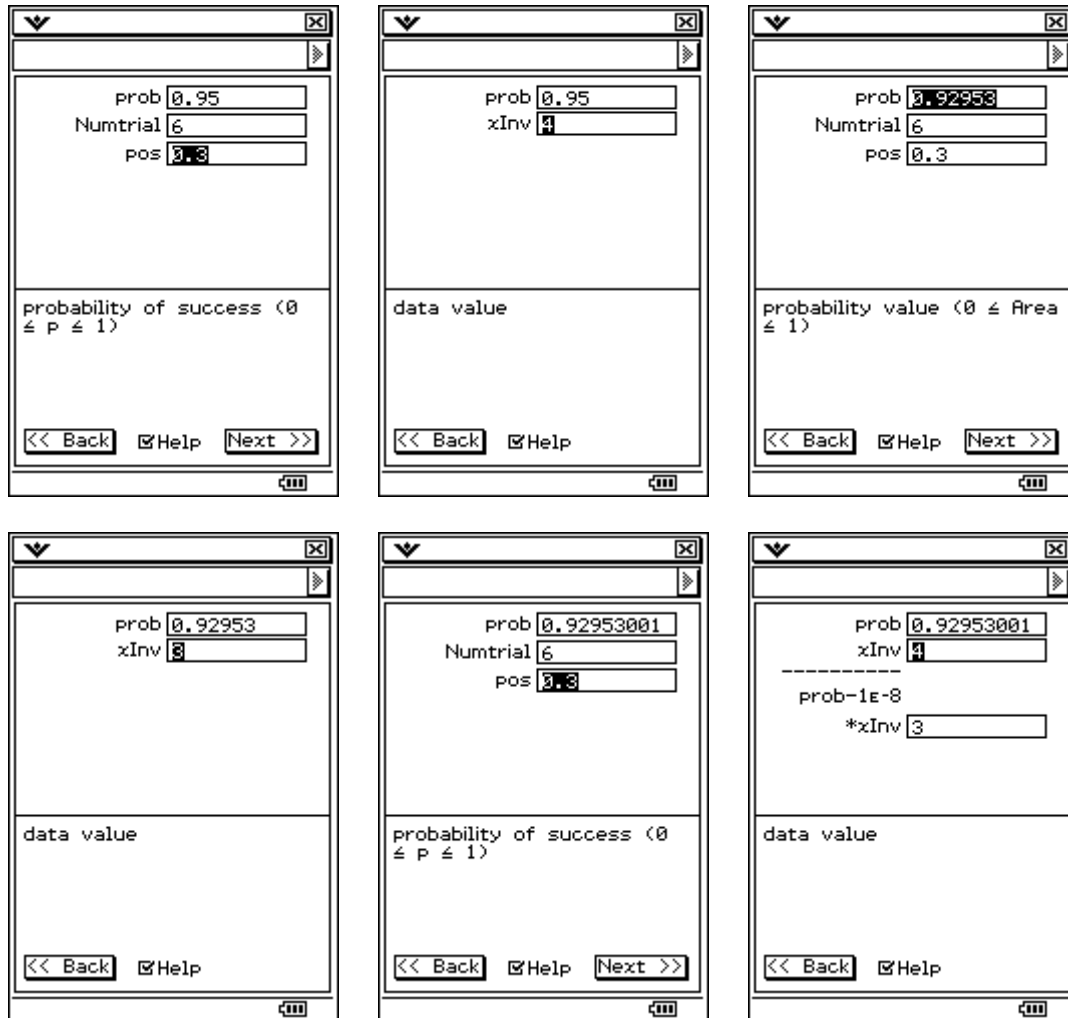 prob 0.95
Numtrial 6
pos 0.3
probability of success (0
≤ p ≤ 1)
<< Back Help Next >>
prob 0.95
xInv 4
data value
<< Back Help
prob 0.92953
Numtrial 6
pos 0.3
probability value (0 ≤ Area
≤ 1)
<< Back Help Next >>
prob 0.92953
xInv 3
data value
<< Back Help
prob 0.92953001
Numtrial 6
pos 0.3
probability of success (0
≤ p ≤ 1)
<< Back Help Next >>
prob 0.92953001
xInv 4
----------
prob-1E-8
*xInv 3
data value
<< Back Help